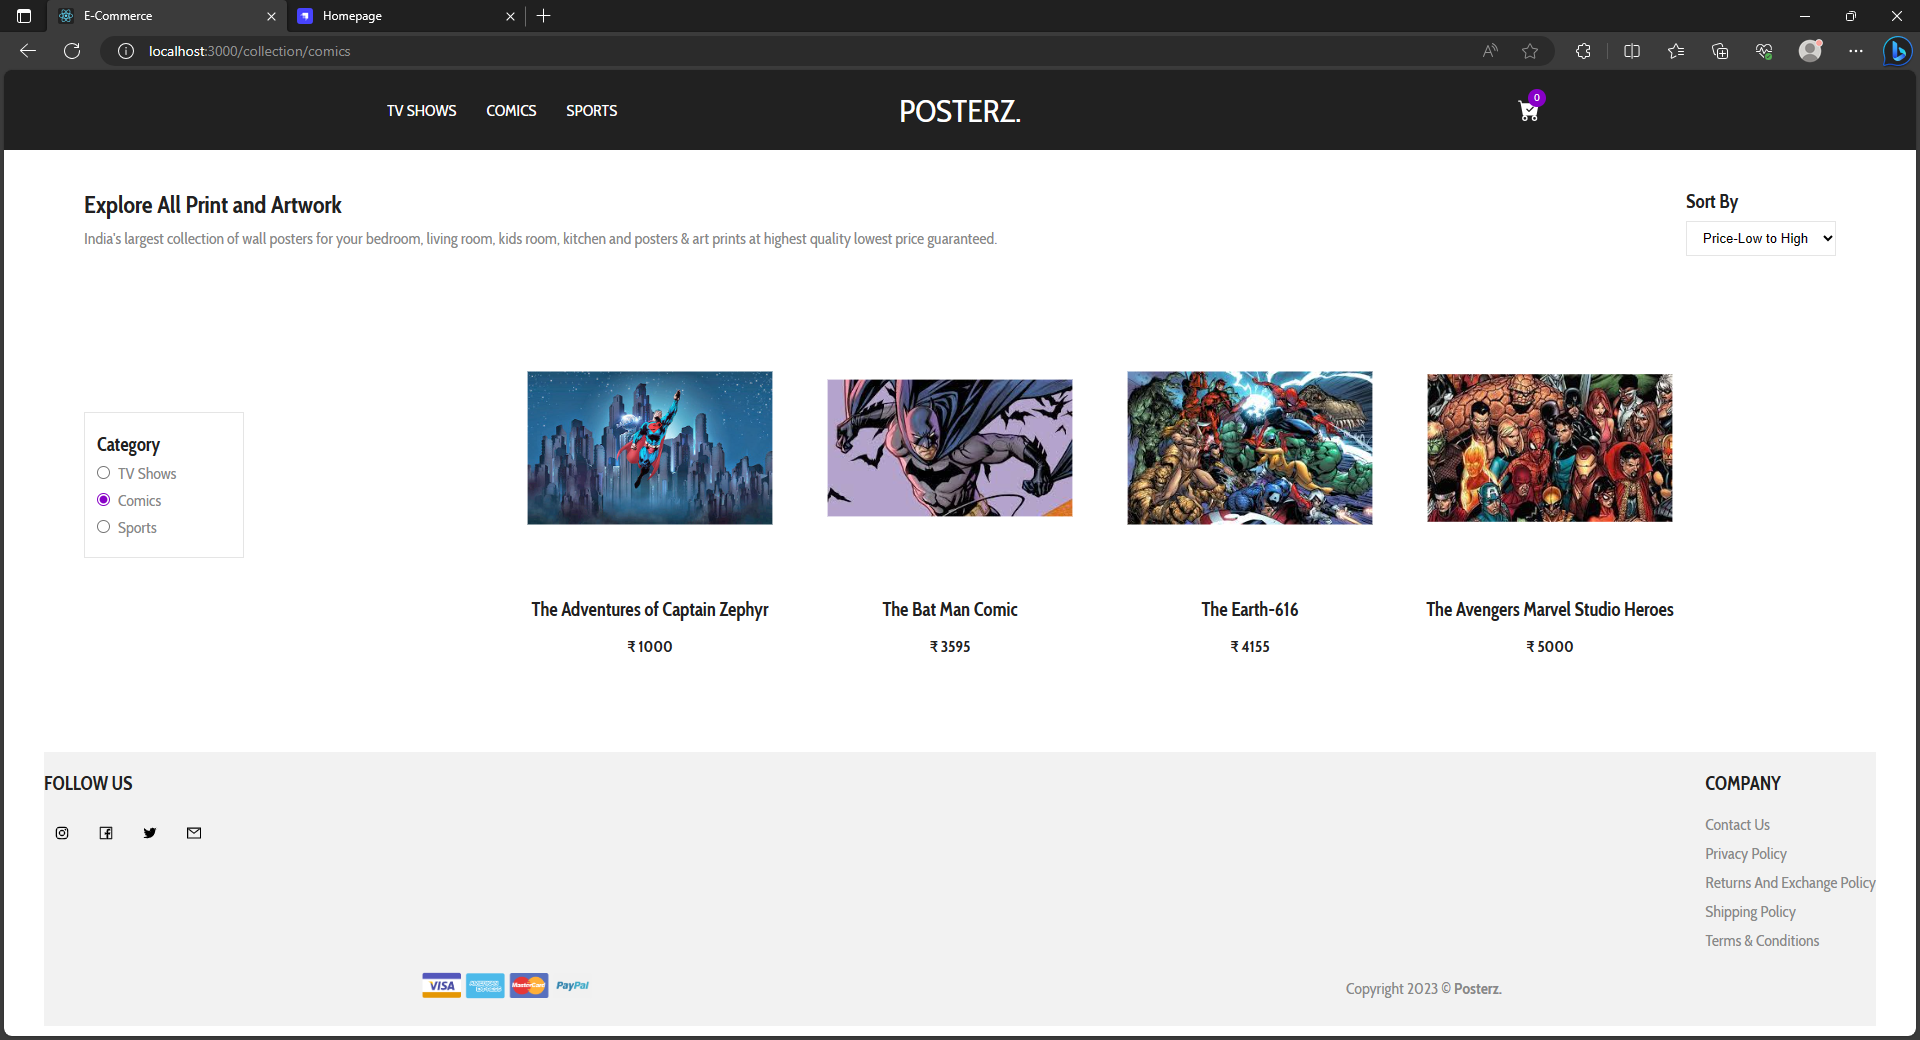 E-Commerce
Homepage
localhost:3000/collection/comics
TV SHOWS COMICS SPORTS
POSTERZ.
0
Explore All Print and Artwork
India's largest collection of wall posters for your bedroom, living room, kids room, kitchen and posters & art prints at highest quality lowest price guaranteed.
Sort By
Price-Low to High
Category
TV Shows
Comics
Sports
The Adventures of Captain Zephyr
₹ 1000
The Bat Man Comic
₹ 3595
The Earth-616
₹ 4155
The Avengers Marvel Studio Heroes
₹ 5000
FOLLOW US
COMPANY
Contact Us
Privacy Policy
Returns And Exchange Policy
Shipping Policy
Terms & Conditions
VISA
AMERICAN EXPRESS
MasterCard
PayPal
Copyright 2023 © Posterz.